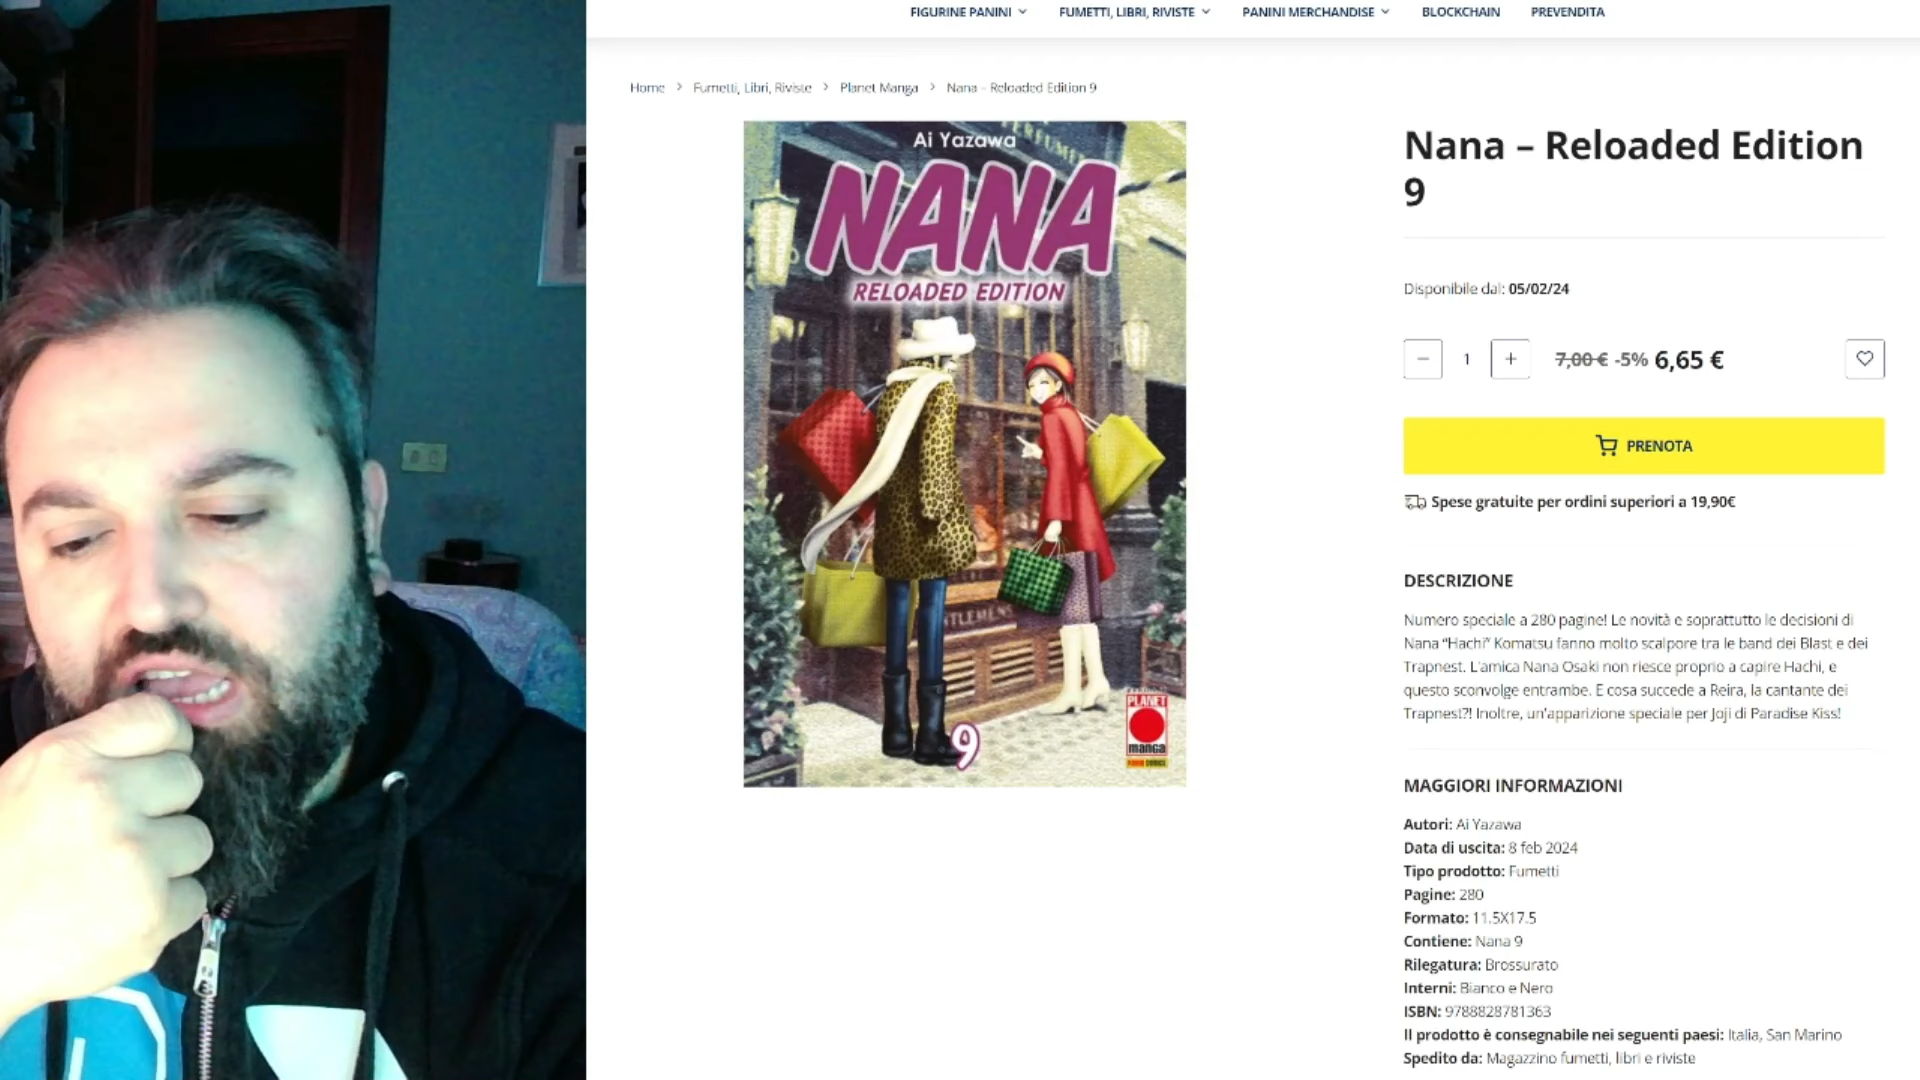 FIGURINE PANINI FUMETTI, LIBRI, RIVISTE PANINI MERCHANDISE BLOCKCHAIN PREVENDITA
Home > Fumetti, Libri, Riviste > Planet Manga > Nana – Reloaded Edition 9
PERFUME
Ai Yazawa
NANA
RELOADED EDITION
9
PLANET
manga
PANINI COMICS
Nana – Reloaded Edition
9
Disponibile dal: 05/02/24
− 1 + 7,00 € -5% 6,65 €
PRENOTA
Spese gratuite per ordini superiori a 19,90€
DESCRIZIONE
Numero speciale a 280 pagine! Le novità e soprattutto le decisioni di
Nana “Hachi” Komatsu fanno molto scalpore tra le band dei Blast e dei
Trapnest. L'amica Nana Osaki non riesce proprio a capire Hachi, e
questo sconvolge entrambe. E cosa succede a Reira, la cantante dei
Trapnest?! Inoltre, un'apparizione speciale per Joji di Paradise Kiss!
MAGGIORI INFORMAZIONI
Autori: Ai Yazawa
Data di uscita: 8 feb 2024
Tipo prodotto: Fumetti
Pagine: 280
Formato: 11.5X17.5
Contiene: Nana 9
Rilegatura: Brossurato
Interni: Bianco e Nero
ISBN: 9788828781363
Il prodotto è consegnabile nei seguenti paesi: Italia, San Marino
Spedito da: Magazzino fumetti, libri e riviste